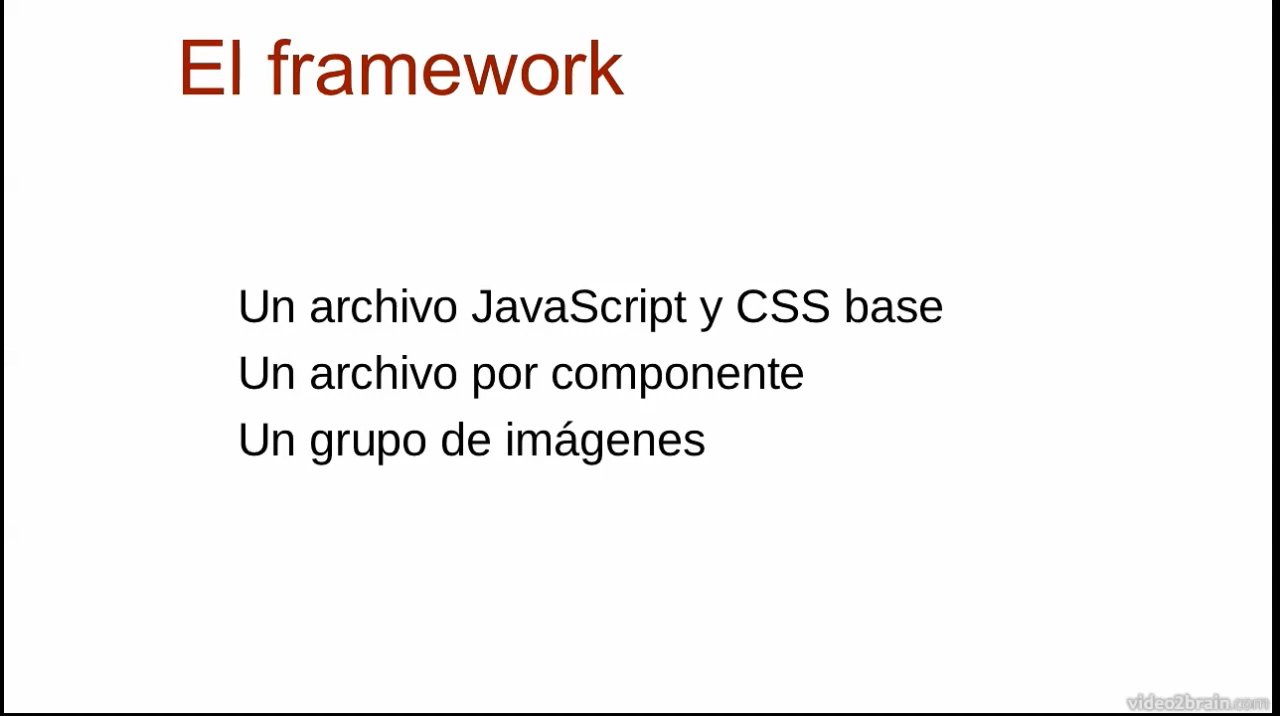 El framework
Un archivo JavaScript y CSS base
Un archivo por componente
Un grupo de imágenes
video2brain.com